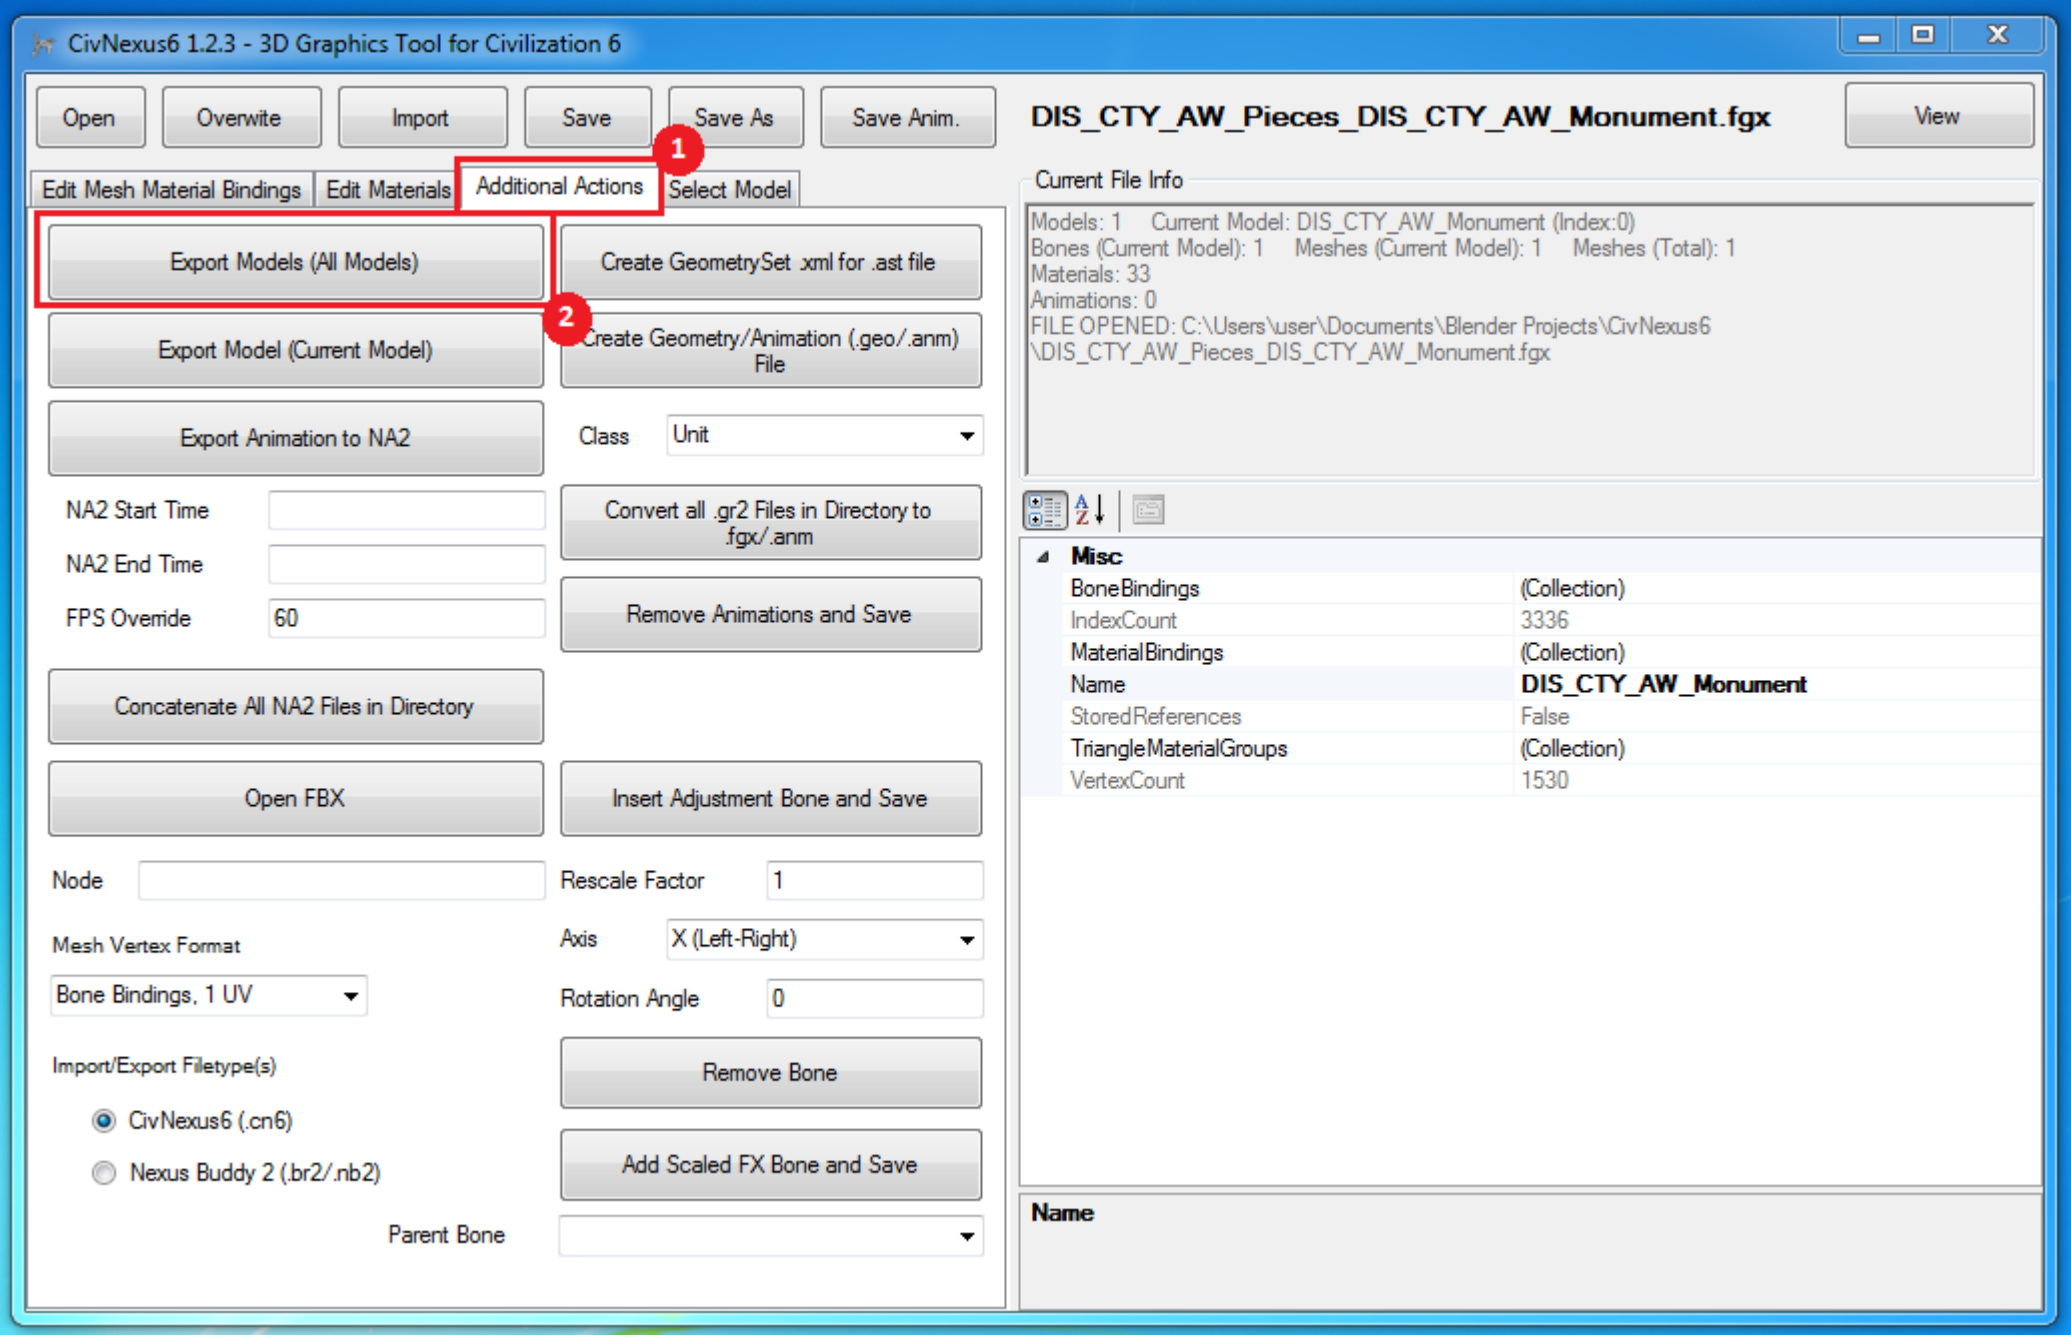 CivNexus6 1.2.3 - 3D Graphics Tool for Civilization 6
Open
Overwite
Import
Save
Save As
Save Anim.
DIS_CTY_AW_Pieces_DIS_CTY_AW_Monument.fgx
View
1
Edit Mesh Material Bindings
Edit Materials
Additional Actions
Select Model
Export Models (All Models)
2
Create GeometrySet .xml for .ast file
Export Model (Current Model)
Create Geometry/Animation (.geo/.anm)
File
Export Animation to NA2
Class
Unit
NA2 Start Time
Convert all .gr2 Files in Directory to
.fgx/.anm
NA2 End Time
FPS Override
60
Remove Animations and Save
Concatenate All NA2 Files in Directory
Open FBX
Insert Adjustment Bone and Save
Node
Rescale Factor
1
Mesh Vertex Format
Axis
X (Left-Right)
Bone Bindings, 1 UV
Rotation Angle
0
Import/Export Filetype(s)
Remove Bone
CivNexus6 (.cn6)
Nexus Buddy 2 (.br2/.nb2)
Add Scaled FX Bone and Save
Parent Bone
Current File Info
Models: 1 Current Model: DIS_CTY_AW_Monument (Index:0)
Bones (Current Model): 1 Meshes (Current Model): 1 Meshes (Total): 1
Materials: 33
Animations: 0
FILE OPENED: C:\Users\user\Documents\Blender Projects\CivNexus6
\DIS_CTY_AW_Pieces_DIS_CTY_AW_Monument.fgx
A
Z
Misc
BoneBindings (Collection)
IndexCount 3336
MaterialBindings (Collection)
Name DIS_CTY_AW_Monument
StoredReferences False
TriangleMaterialGroups (Collection)
VertexCount 1530
Name